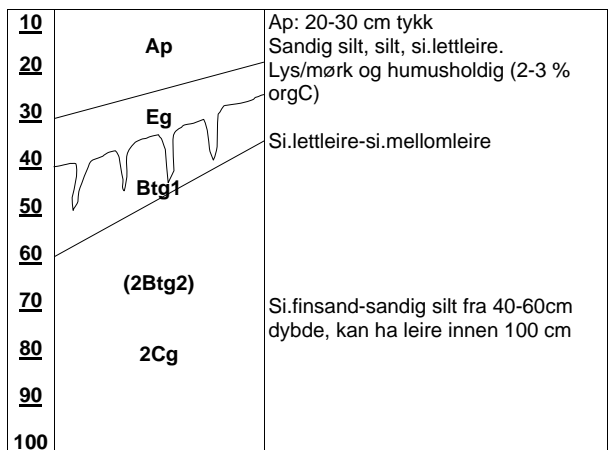 10
20
30
40
50
60
70
80
90
100
Ap
Eg
Btg1
(2Btg2)
2Cg
Ap: 20-30 cm tykk
Sandig silt, silt, si.lettleire.
Lys/mørk og humusholdig (2-3 %
orgC)
Si.lettleire-si.mellomleire
Si.finsand-sandig silt fra 40-60cm
dybde, kan ha leire innen 100 cm